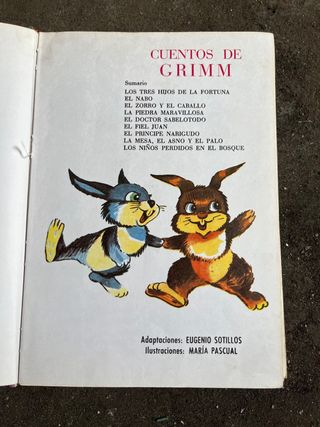 CUENTOS DE
GRIMM
Sumario
LOS TRES HIJOS DE LA FORTUNA
EL NABO
EL ZORRO Y EL CABALLO
LA PIEDRA MARAVILLOSA
EL DOCTOR SABELOTODO
EL FIEL JUAN
EL PRINCIPE NARIGUDO
LA MESA, EL ASNO Y EL PALO
LOS NIÑOS PERDIDOS EN EL BOSQUE
Adaptaciones: EUGENIO SOTILLOS
Ilustraciones: MARÍA PASCUAL